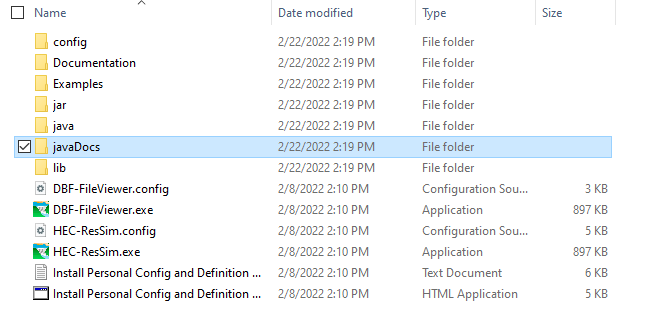 Name Date modified Type Size
config 2/22/2022 2:19 PM File folder
Documentation 2/22/2022 2:19 PM File folder
Examples 2/22/2022 2:19 PM File folder
jar 2/22/2022 2:19 PM File folder
java 2/22/2022 2:19 PM File folder
javaDocs 2/22/2022 2:19 PM File folder
lib 2/22/2022 2:19 PM File folder
DBF-FileViewer.config 2/8/2022 2:10 PM Configuration Sou... 3 KB
DBF-FileViewer.exe 2/8/2022 2:10 PM Application 897 KB
HEC-ResSim.config 2/8/2022 2:10 PM Configuration Sou... 5 KB
HEC-ResSim.exe 2/8/2022 2:10 PM Application 897 KB
Install Personal Config and Definition ... 2/8/2022 2:10 PM Text Document 6 KB
Install Personal Config and Definition ... 2/8/2022 2:10 PM HTML Application 5 KB